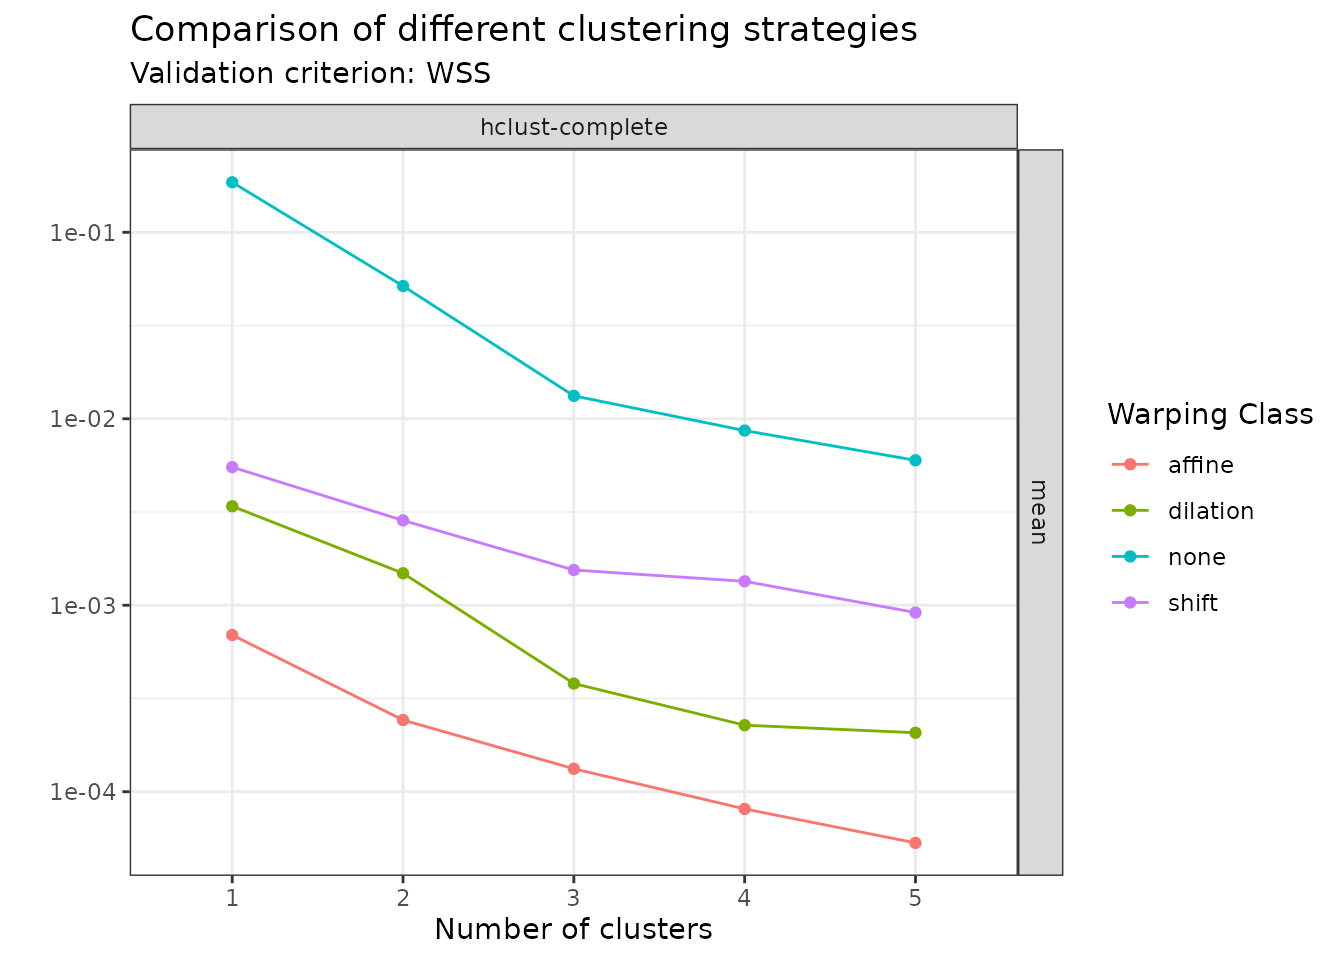 Comparison of different clustering strategies
Validation criterion: WSS
hclust-complete
mean
1e-01
1e-02
1e-03
1e-04
1 2 3 4 5
Number of clusters
Warping Class
affine
dilation
none
shift